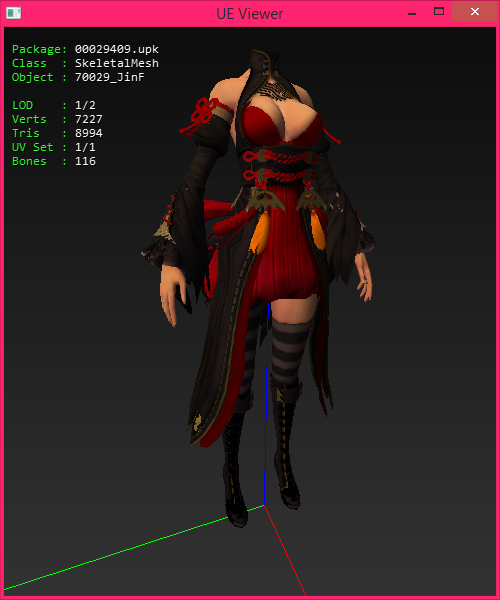 UE Viewer
Package: 00029409.upk
Class  : SkeletalMesh
Object : 70029_JinF
LOD    : 1/2
Verts  : 7227
Tris   : 8994
UV Set : 1/1
Bones  : 116